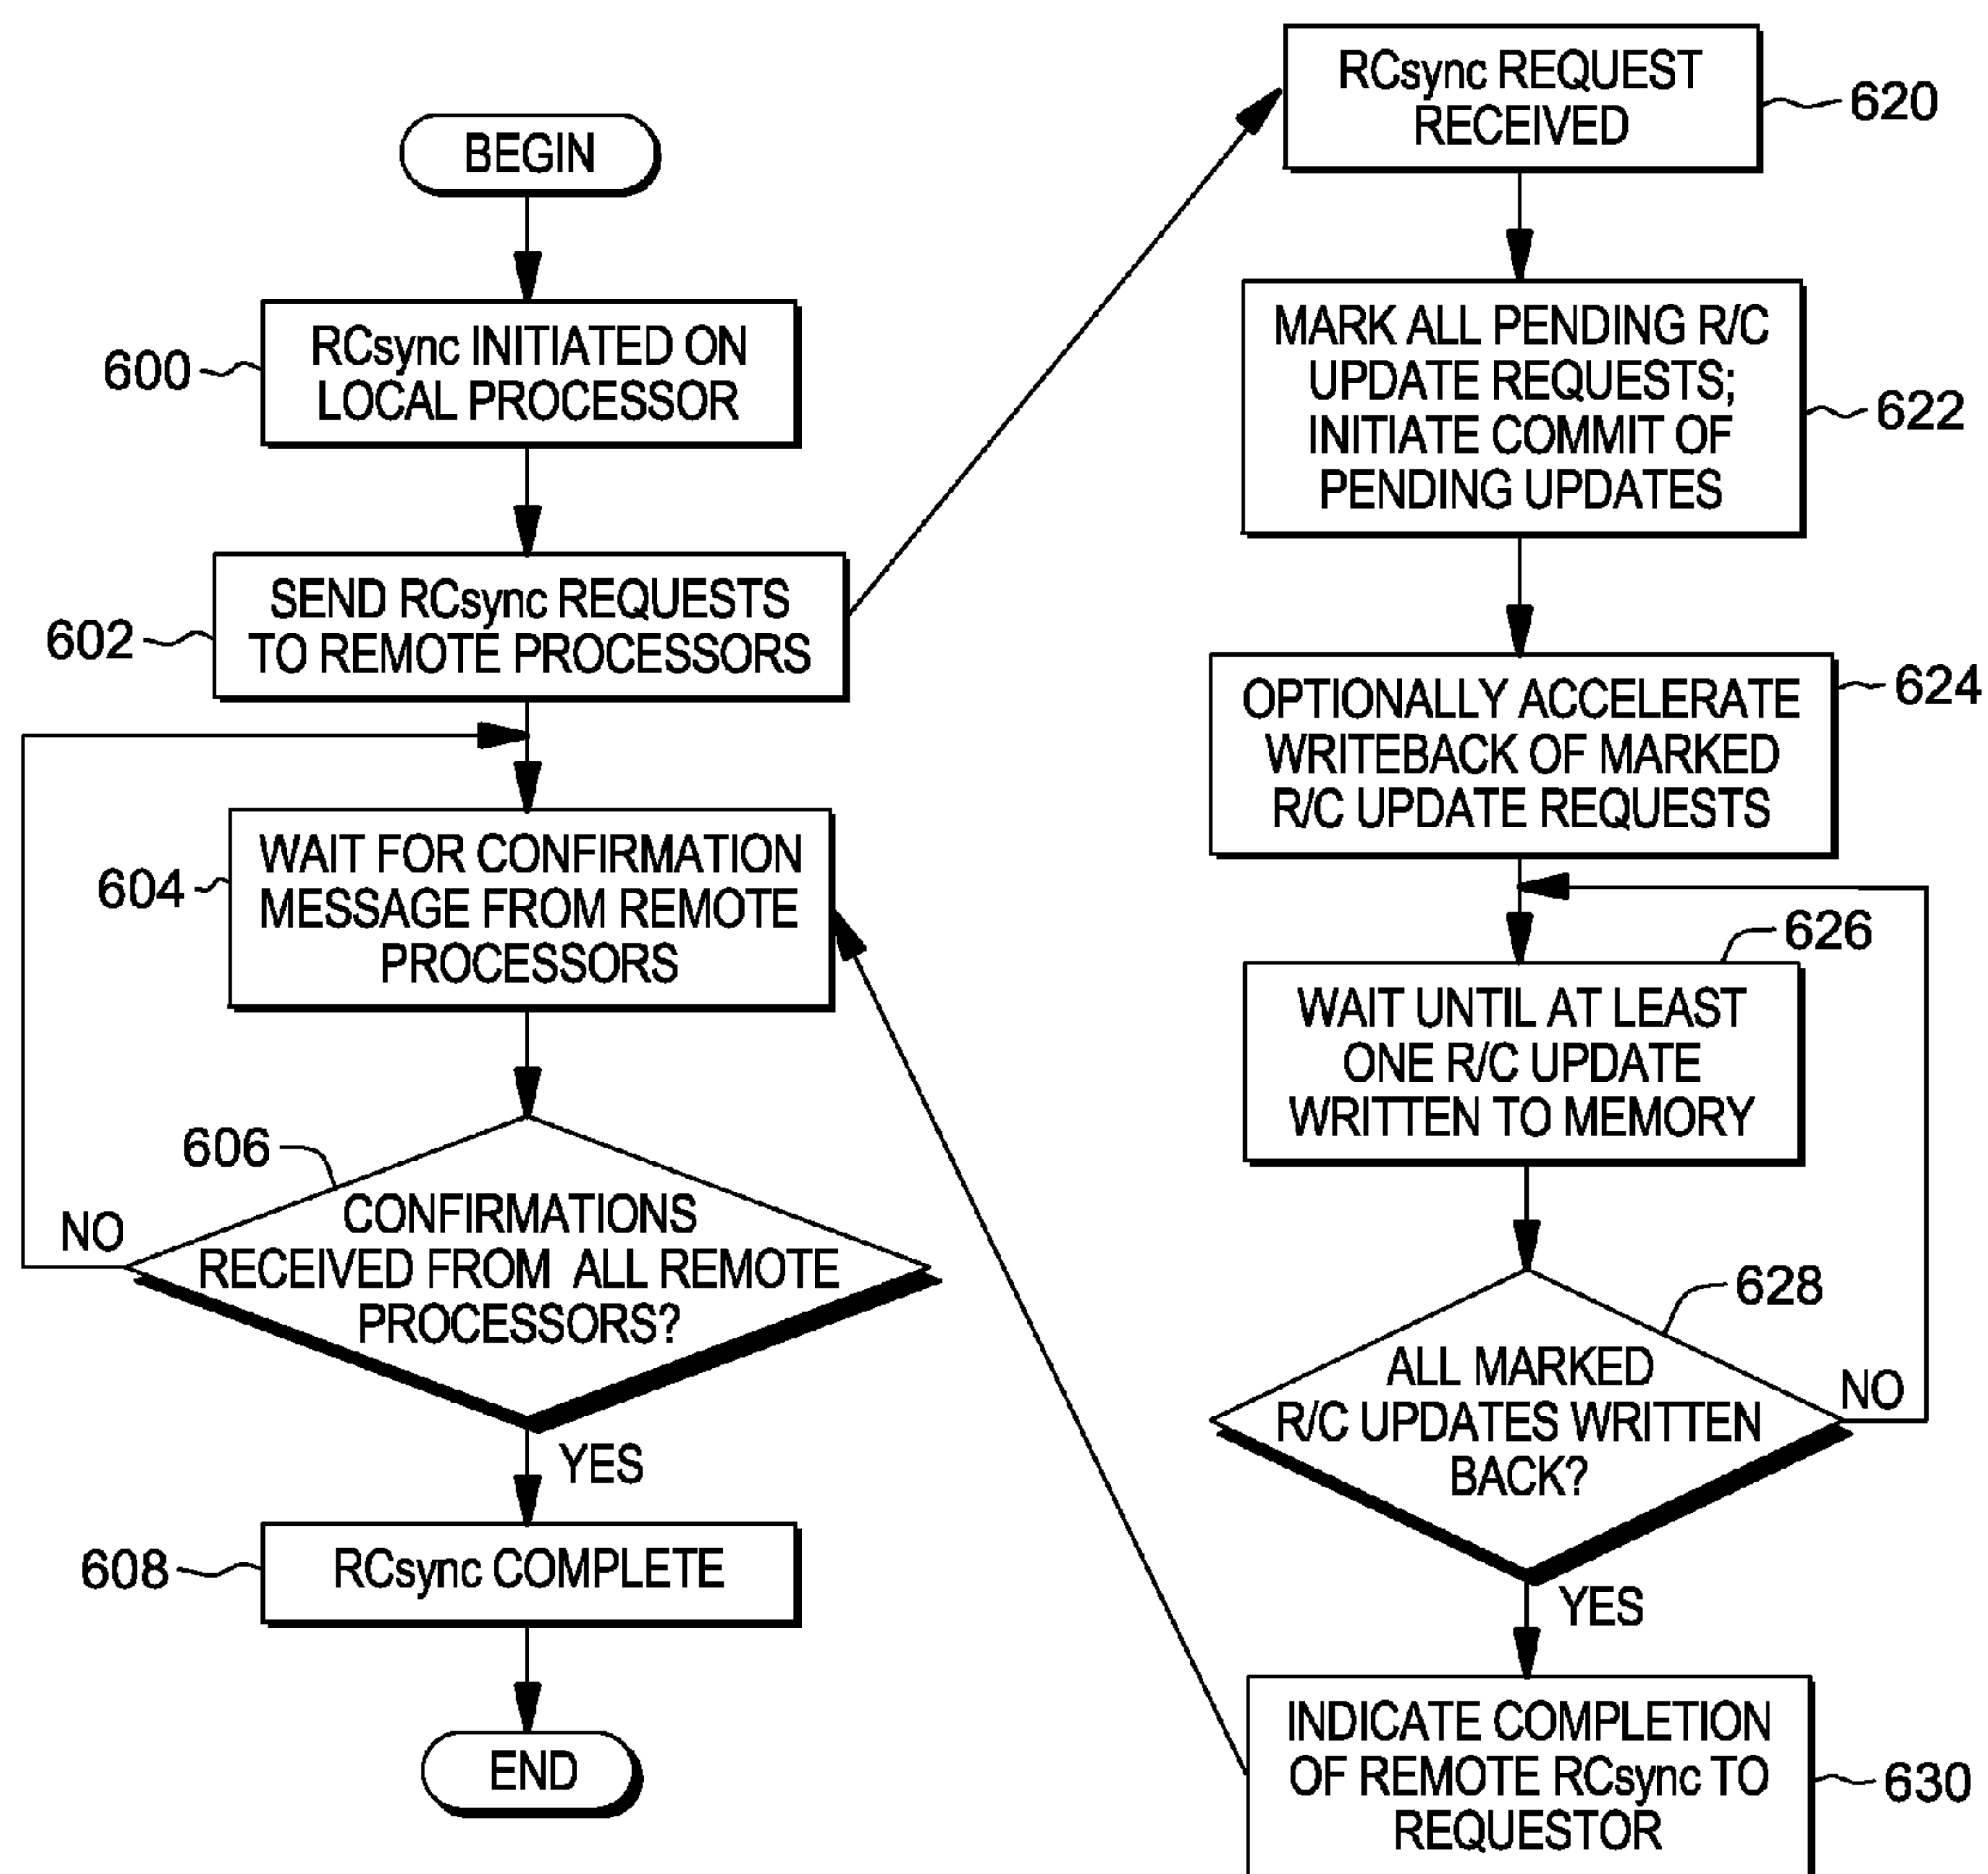 BEGIN
600
RCsync INITIATED ON
LOCAL PROCESSOR
602
SEND RCsync REQUESTS
TO REMOTE PROCESSORS
604
WAIT FOR CONFIRMATION
MESSAGE FROM REMOTE
PROCESSORS
606
NO
CONFIRMATIONS
RECEIVED FROM ALL REMOTE
PROCESSORS?
YES
608
RCsync COMPLETE
END
RCsync REQUEST
RECEIVED
620
MARK ALL PENDING R/C
UPDATE REQUESTS;
INITIATE COMMIT OF
PENDING UPDATES
622
OPTIONALLY ACCELERATE
WRITEBACK OF MARKED
R/C UPDATE REQUESTS
624
626
WAIT UNTIL AT LEAST
ONE R/C UPDATE
WRITTEN TO MEMORY
628
ALL MARKED
R/C UPDATES WRITTEN
BACK?
NO
YES
INDICATE COMPLETION
OF REMOTE RCsync TO
REQUESTOR
630